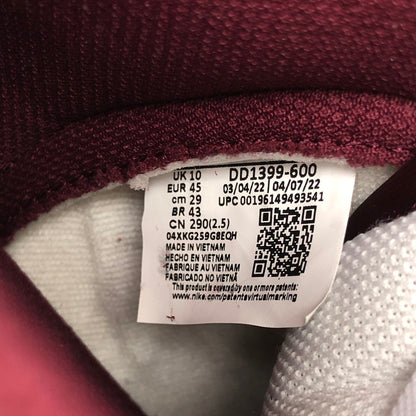 UK 10 DD1399-600
EUR 45 03/04/22 | 04/07/22
cm 29 UPC 00196149493541
BR 43
CN 290(2.5)
04XKG259G8EQH
MADE IN VIETNAM
HECHO EN VIETNAM
FABRIQUE AU VIETNAM
FABRICADO NO VIETNÃ
This product is covered by one or more patents.
www.nike.com/patentsvirtualmarking